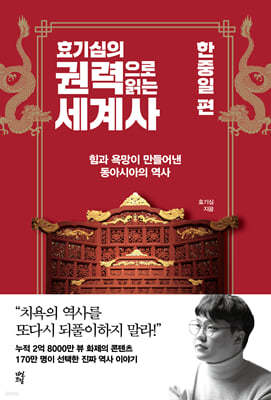 효기심의
권력으로 읽는
세계사
한중일 편
힘과 욕망이 만들어낸
동아시아의 역사
효기심
지음
“치욕의 역사를
또다시 되풀이하지 말라!”
누적 2억 8000만 뷰 화제의 콘텐츠
170만 명이 선택한 진짜 역사 이야기
다산
초당